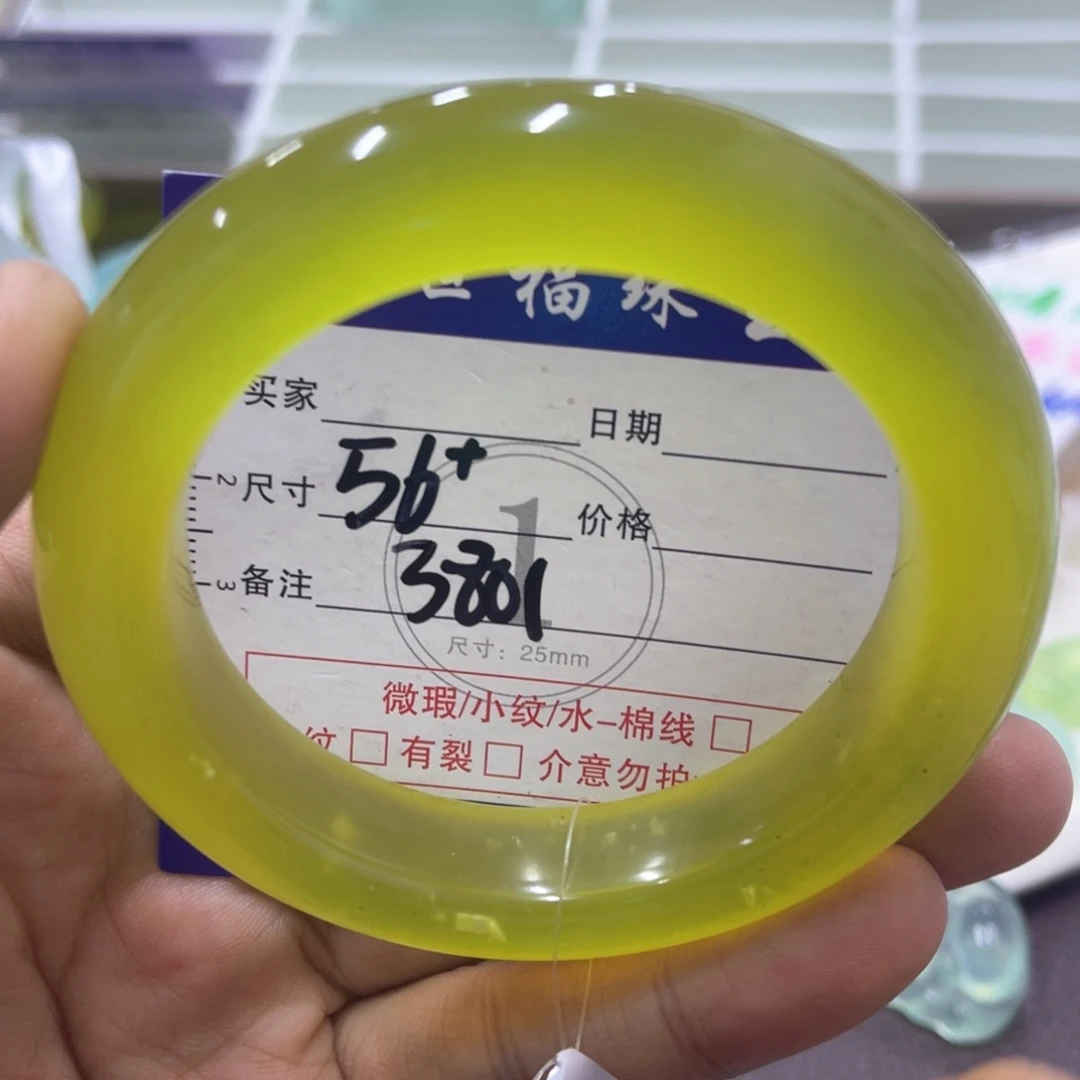 福珠
买家 日期
2 尺寸 56+ 价格
3 备注 3801
1
尺寸：25mm
微瑕/小纹/水-棉线 □
纹 □ 有裂 □ 介意勿拍